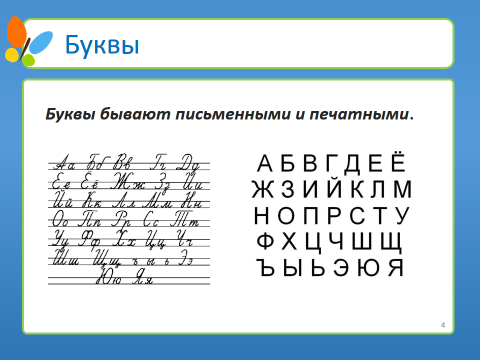 Буквы
Буквы бывают письменными и печатными.
Аа Бб Вв Гг Дд
Ее Ёё Жж Зз Ии
Йй Кк Лл Мм Нн
Оо Пп Рр Сс Тт
Уу Фф Хх Цц Чч
Шш Щщ ъ ы ь Ээ
Юю Яя
А Б В Г Д Е Ё
Ж З И Й К Л М
Н О П Р С Т У
Ф Х Ц Ч Ш Щ
Ъ Ы Ь Э Ю Я
4